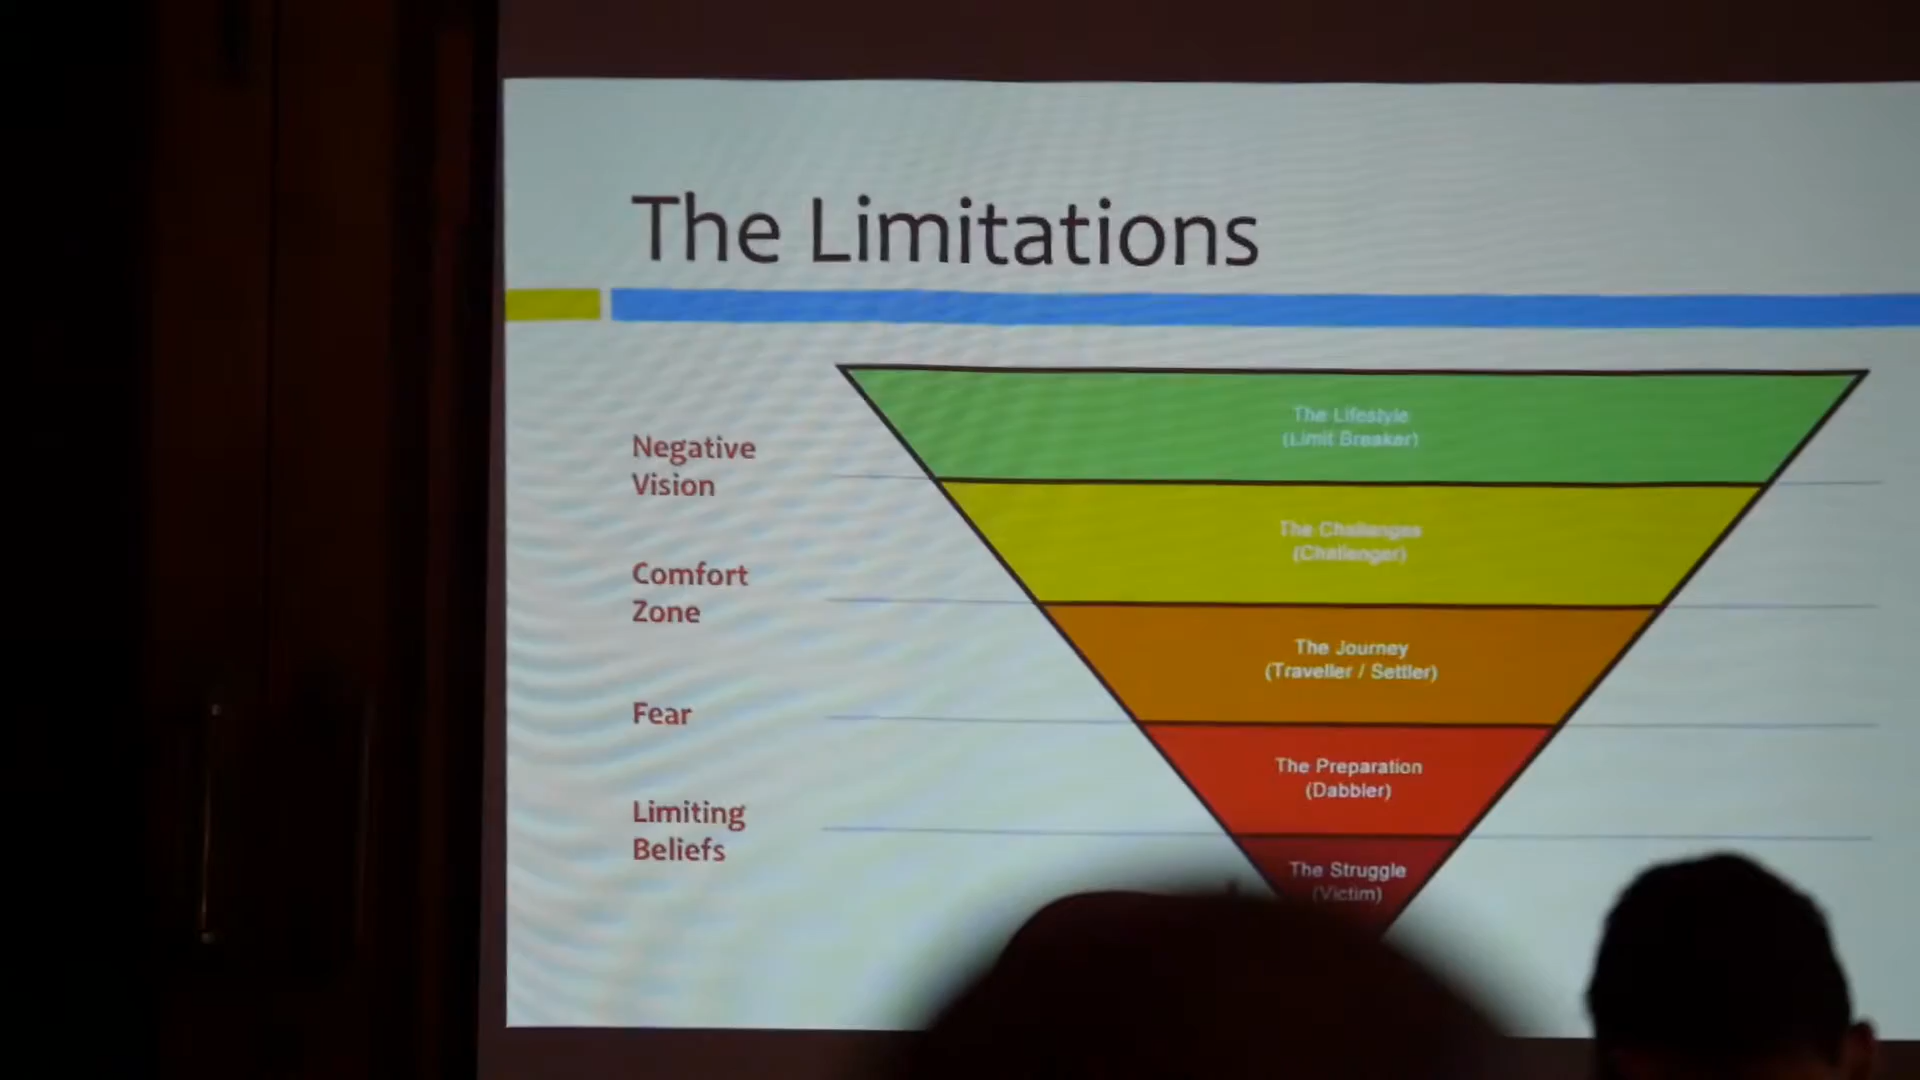 The Limitations
Negative
Vision
Comfort
Zone
Fear
Limiting
Beliefs
The Lifestyle
(Limit Breaker)
The Challenges
(Challenger)
The Journey
(Traveller / Settler)
The Preparation
(Dabbler)
The Struggle
(Victim)